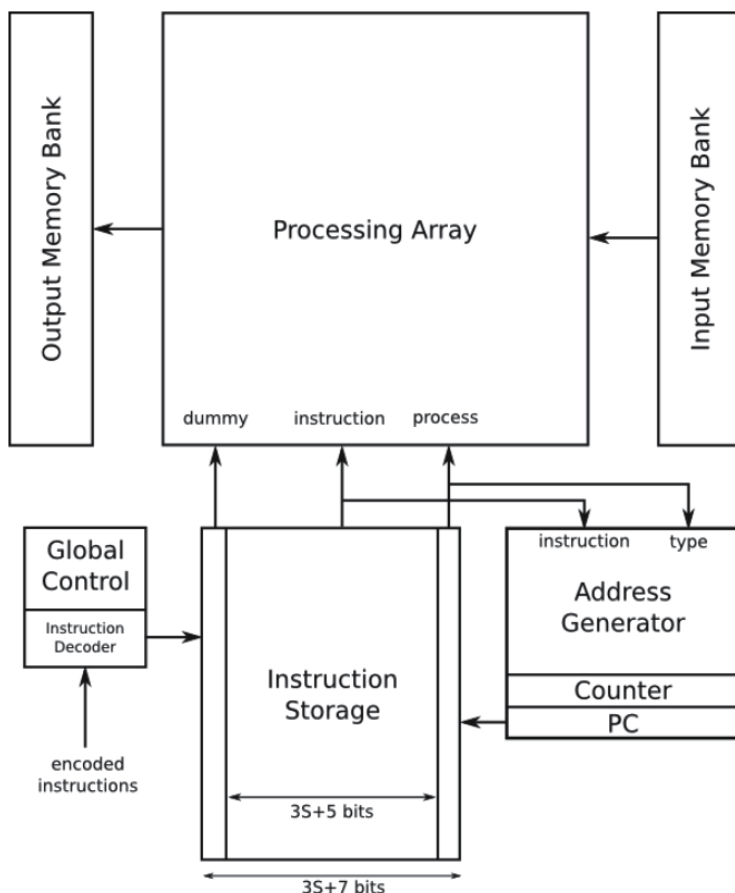 Output Memory Bank
Processing Array
Input Memory Bank
dummy
instruction
process
Global
Control
Instruction
Decoder
encoded
instructions
Instruction
Storage
3S+5 bits
3S+7 bits
instruction
type
Address
Generator
Counter
PC